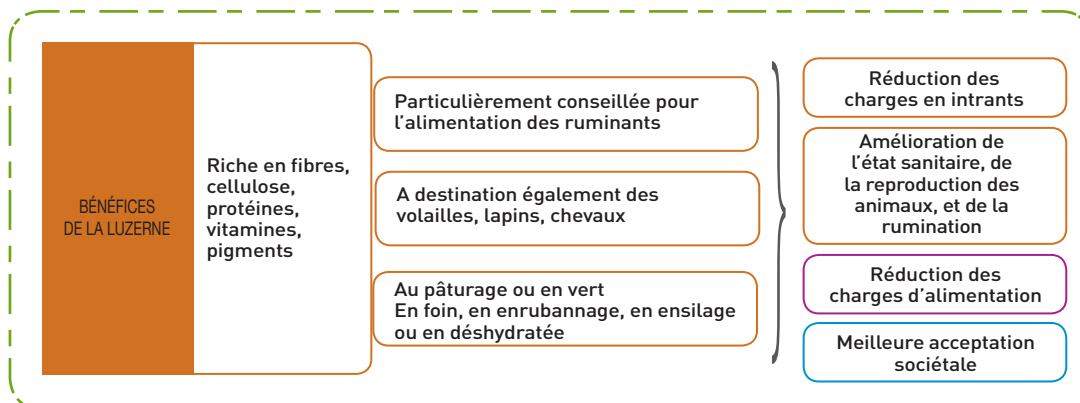 BÉNÉFICES
DE LA LUZERNE
Riche en fibres,
cellulose,
protéines,
vitamines,
pigments
Particulièrement conseillée pour
l'alimentation des ruminants
A destination également des
volailles, lapins, chevaux
Au pâturage ou en vert
En foin, en enrubannage, en ensilage
ou en déshydratée
Réduction des
charges en intrants
Amélioration de
l'état sanitaire, de
la reproduction des
animaux, et de la
rumination
Réduction des
charges d'alimentation
Meilleure acceptation
sociétale